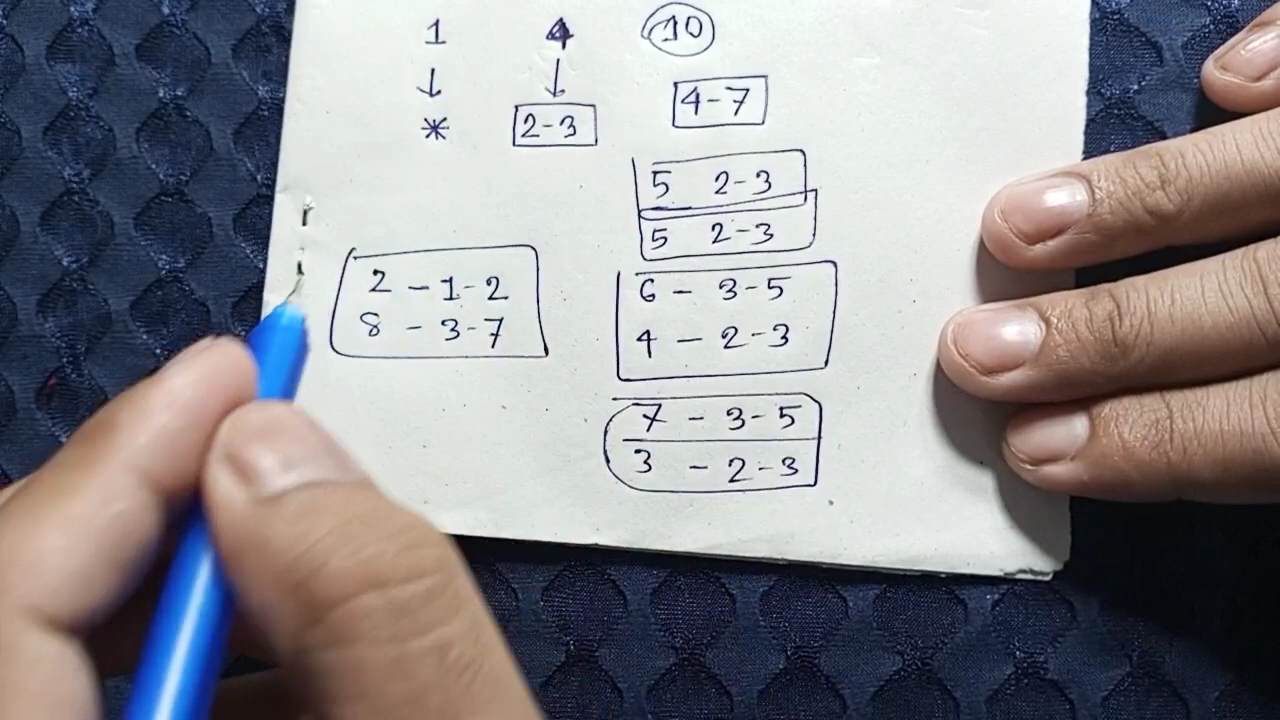 1 4 10
↓ ↓
* 2-3 4-7
5 2-3
5 2-3
2 - 1-2
8 - 3-7
6 - 3-5
4 - 2-3
7 - 3-5
3 - 2-3